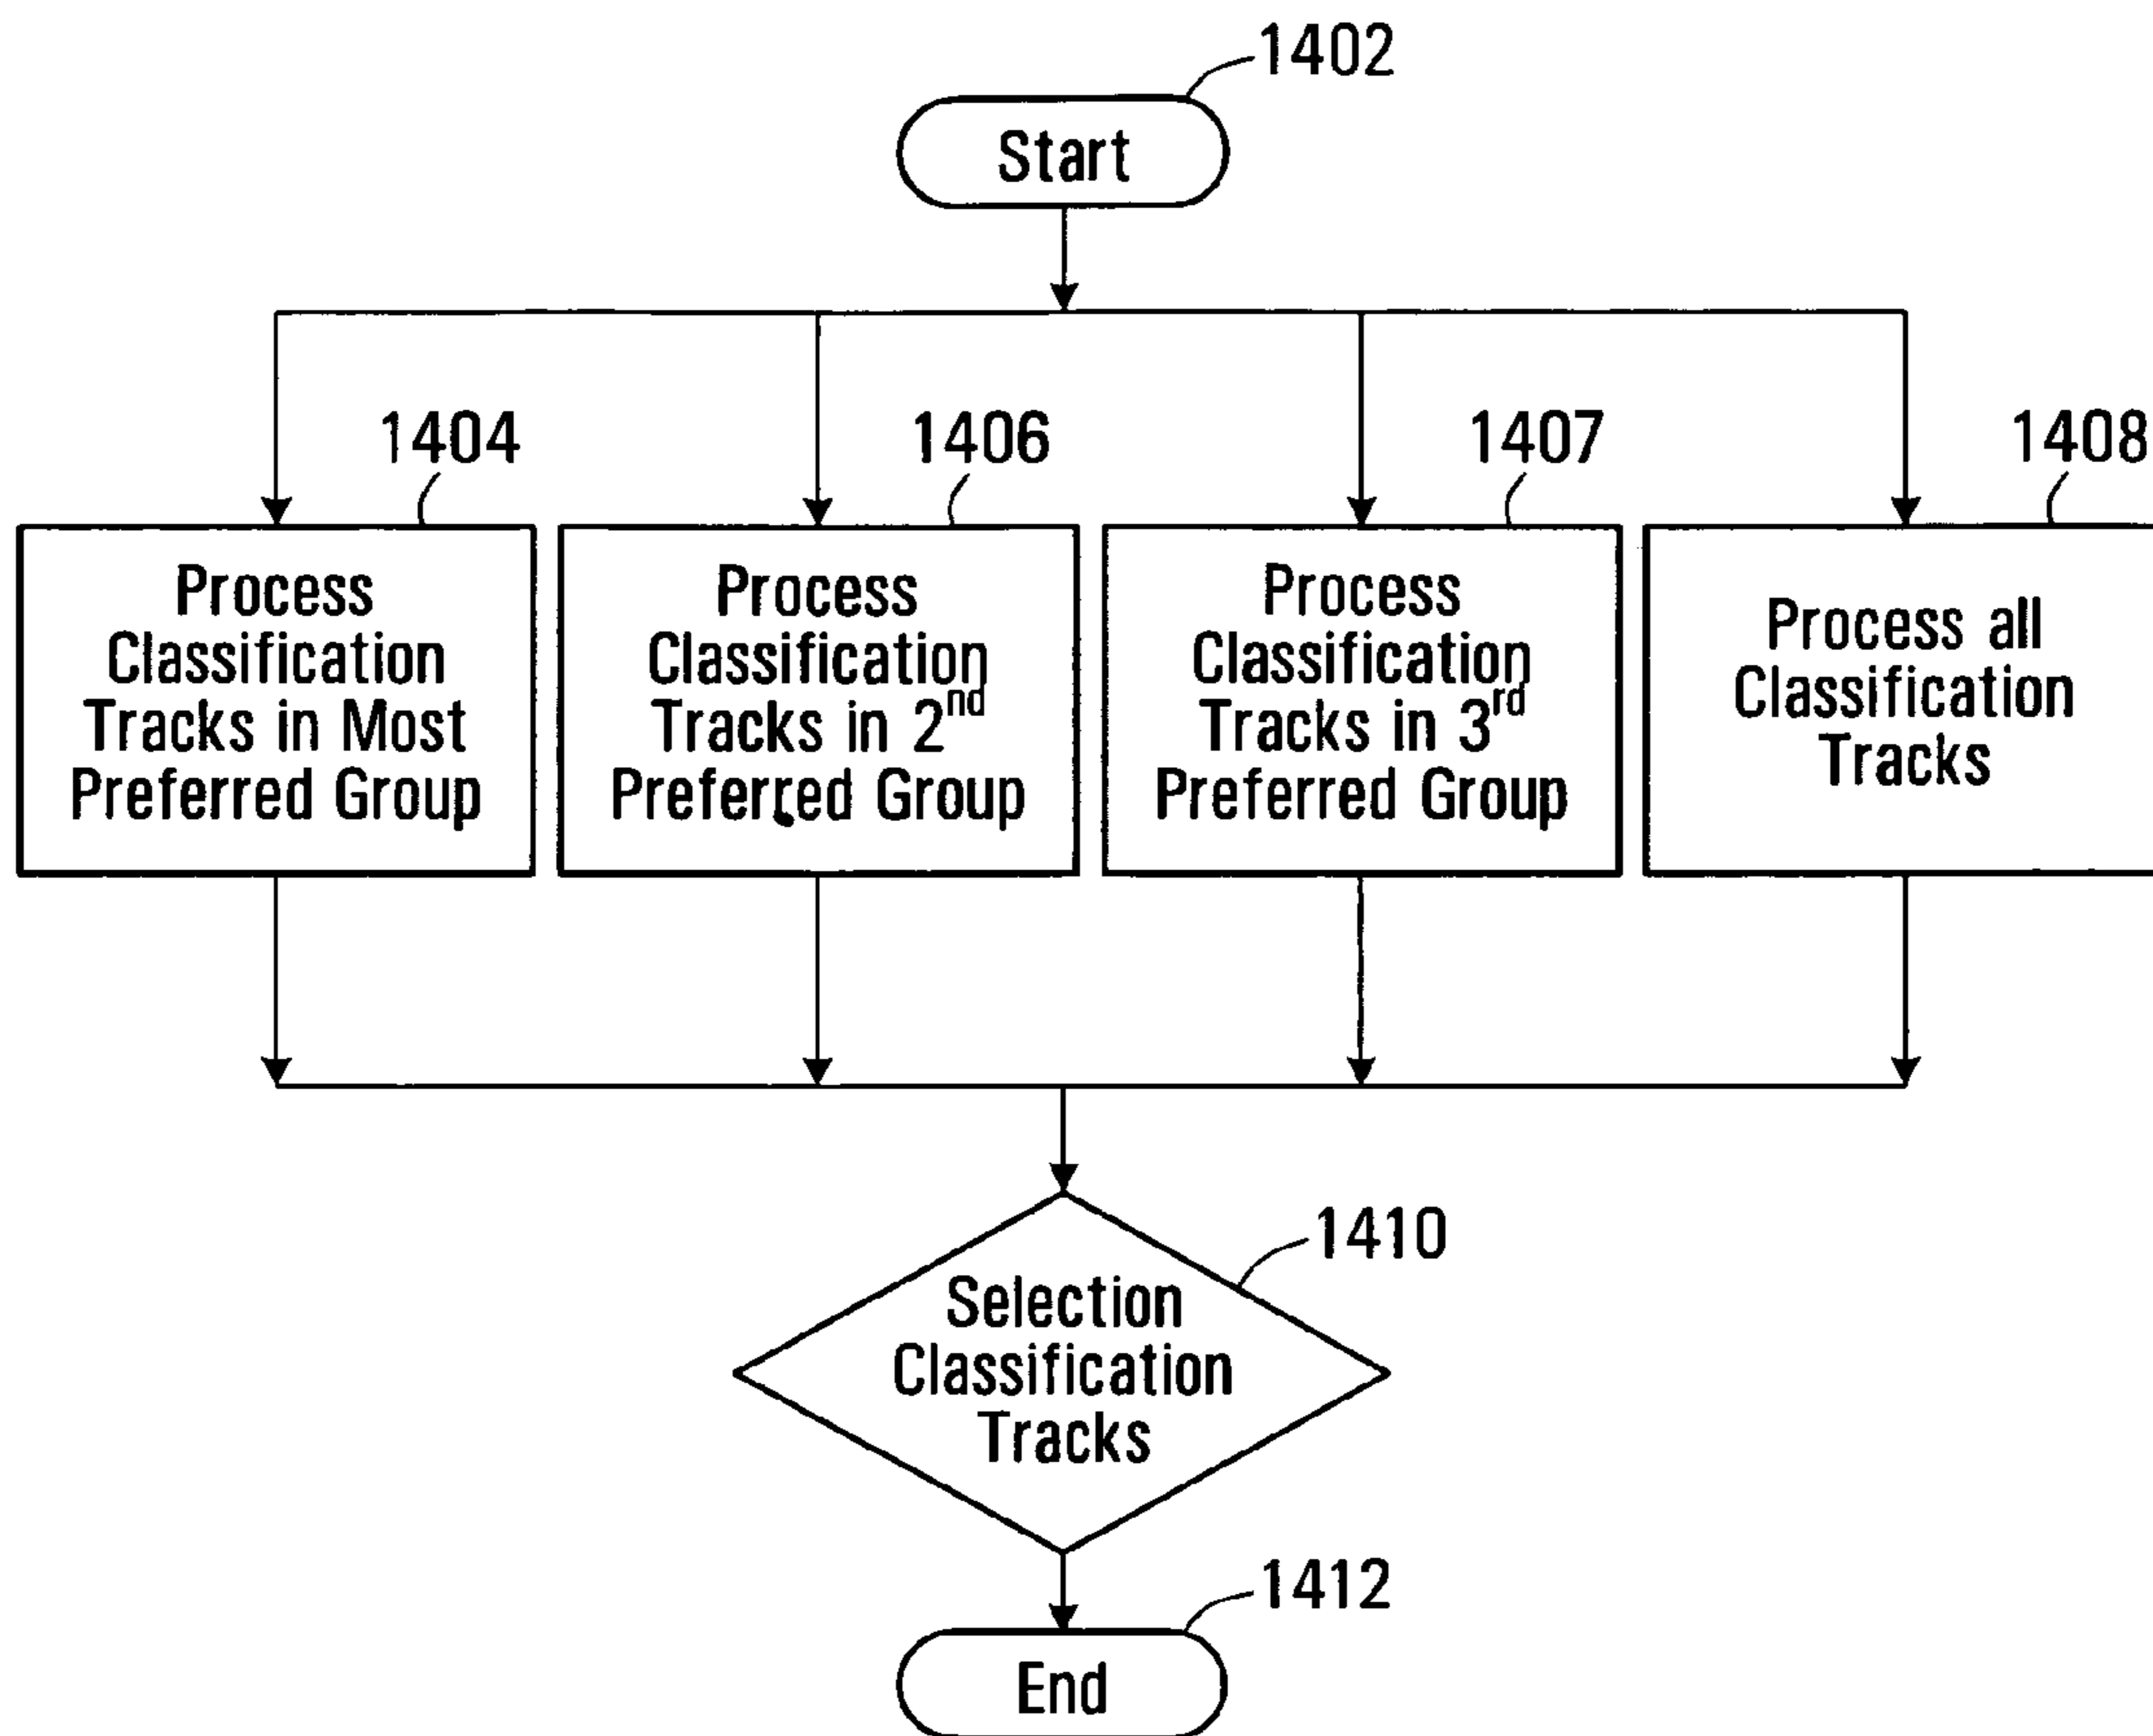 1402
Start
1404
1406
1407
1408
Process
Classification
Tracks in Most
Preferred Group
Process
Classification
Tracks in 2nd
Preferred Group
Process
Classification
Tracks in 3rd
Preferred Group
Process all
Classification
Tracks
1410
Selection
Classification
Tracks
1412
End